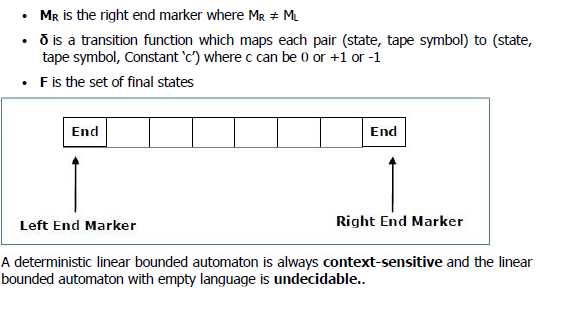 • MR is the right end marker where MR ≠ ML
• δ is a transition function which maps each pair (state, tape symbol) to (state,
tape symbol, Constant ‘c’) where c can be 0 or +1 or -1
• F is the set of final states
End End
Left End Marker Right End Marker
A deterministic linear bounded automaton is always context-sensitive and the linear
bounded automaton with empty language is undecidable..